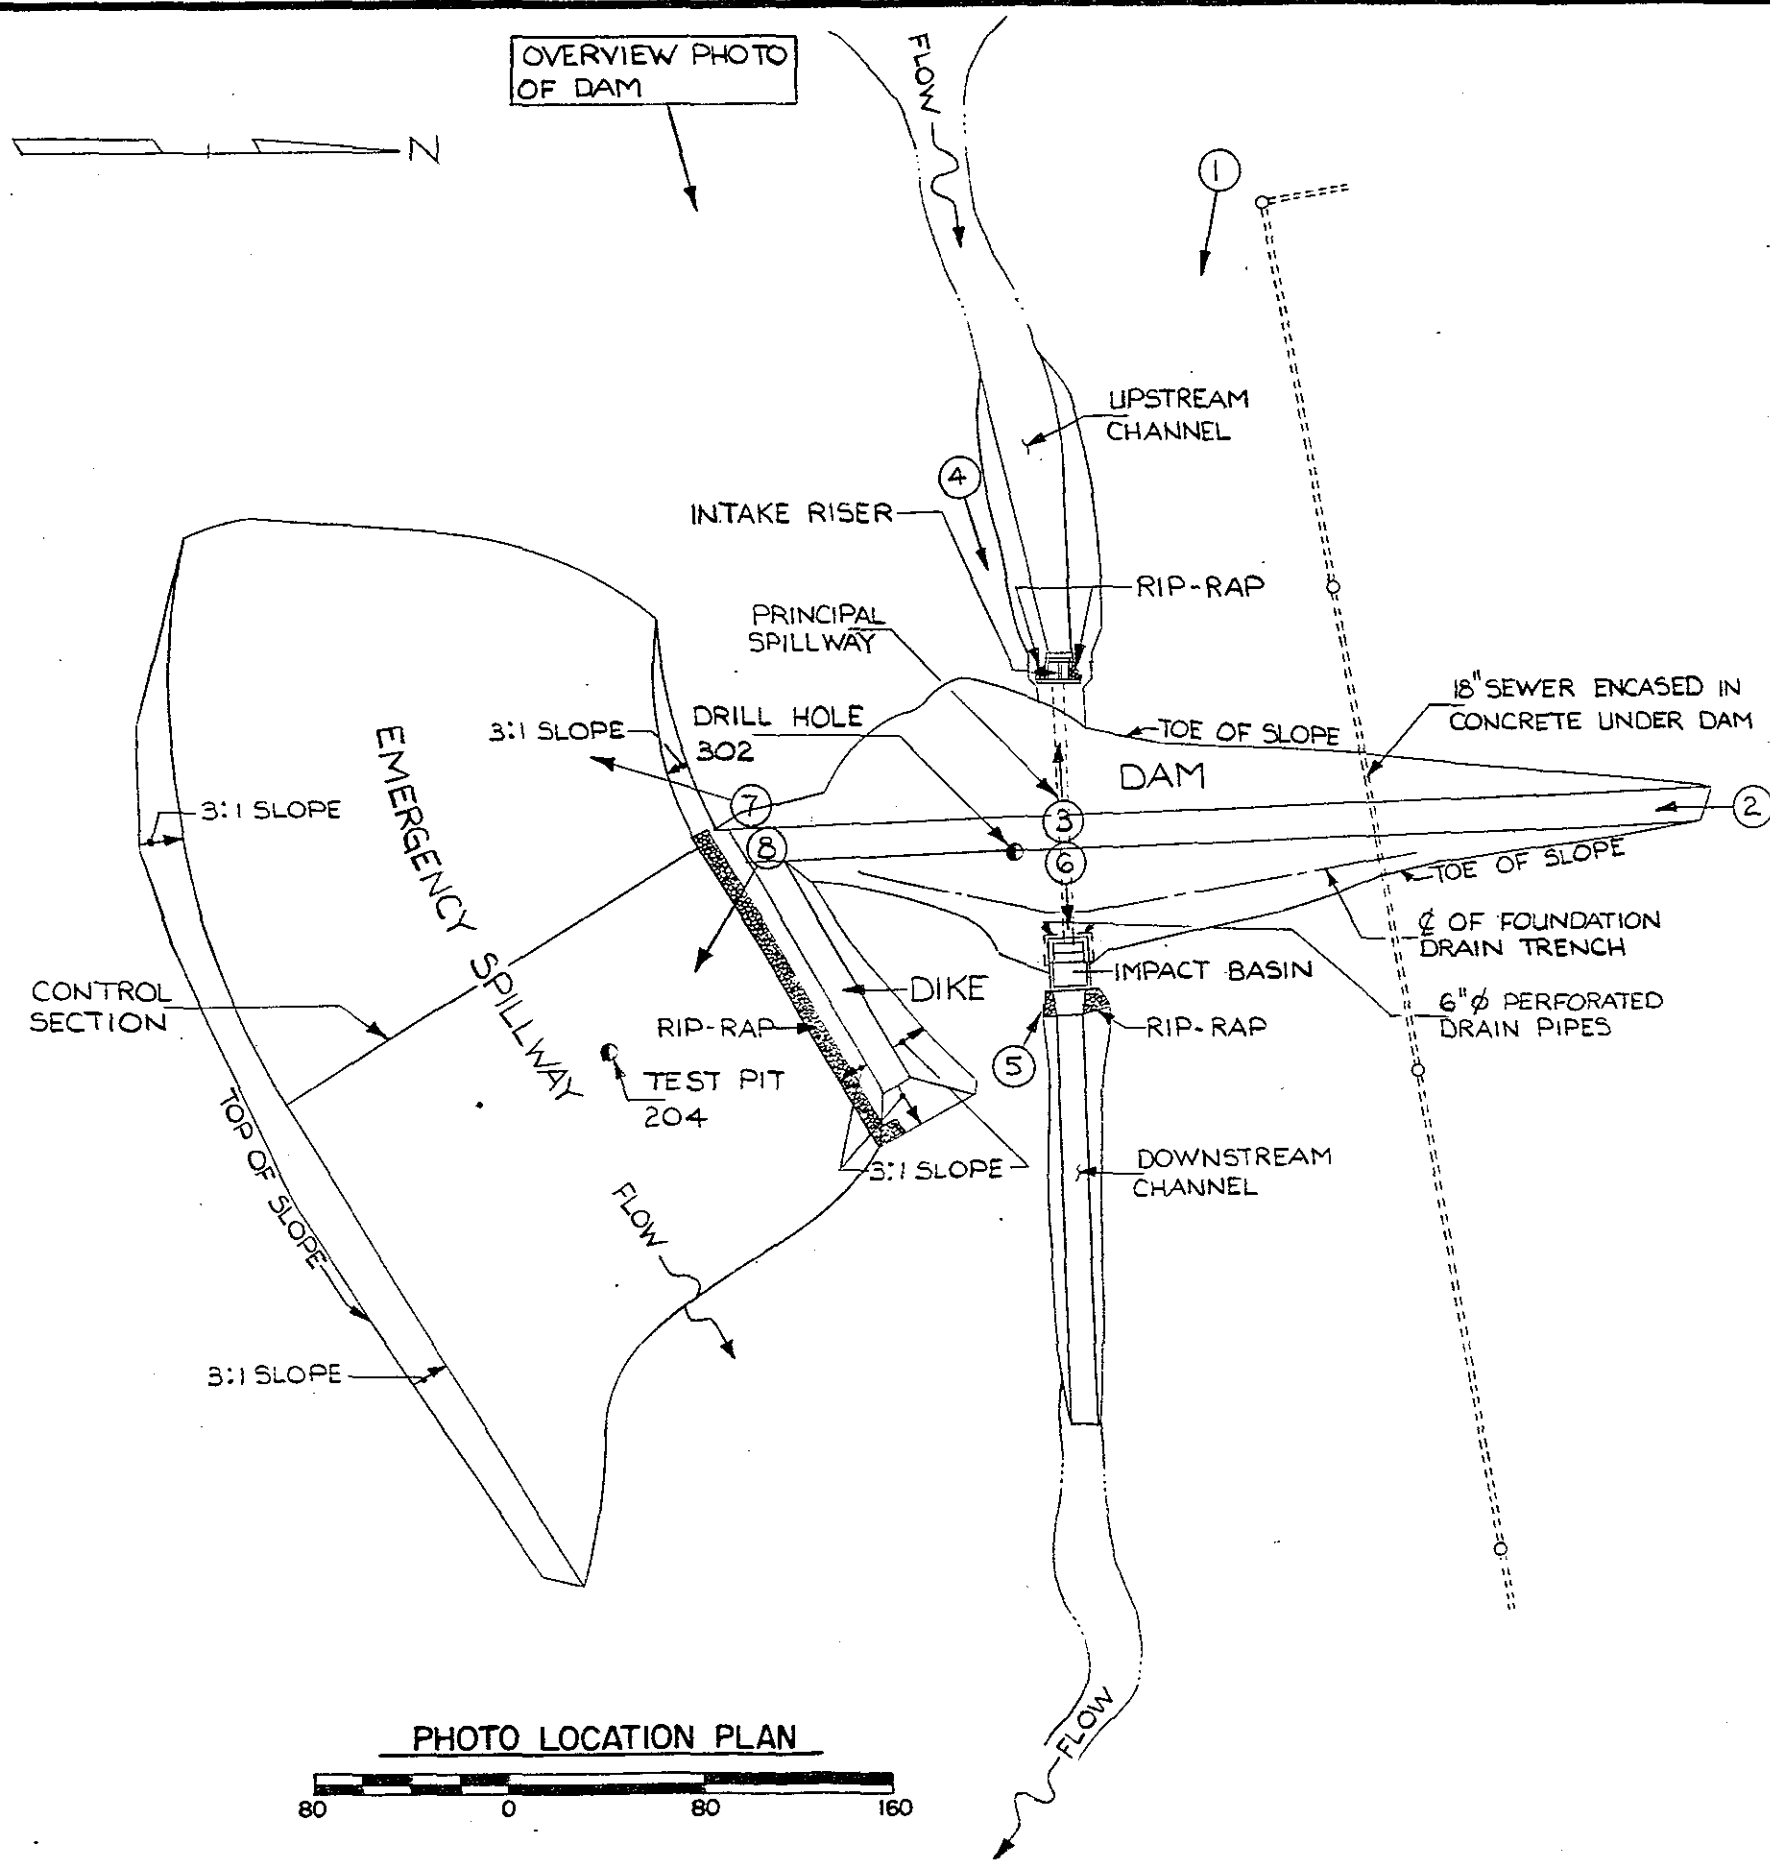 OVERVIEW PHOTO
OF DAM
FLOW
N
1
UPSTREAM
CHANNEL
4
INTAKE RISER
RIP-RAP
PRINCIPAL
SPILLWAY
18" SEWER ENCASED IN
CONCRETE UNDER DAM
3:1 SLOPE
DRILL HOLE
302
TOE OF SLOPE
DAM
EMERGENCY SPILLWAY
3:1 SLOPE
7
3
2
8
6
TOE OF SLOPE
℄ OF FOUNDATION
DRAIN TRENCH
IMPACT BASIN
DIKE
CONTROL
SECTION
RIP-RAP
RIP-RAP
6"φ PERFORATED
DRAIN PIPES
5
TEST PIT
204
TOP OF SLOPE
3:1 SLOPE
DOWNSTREAM
CHANNEL
FLOW
3:1 SLOPE
FLOW
PHOTO LOCATION PLAN
80 0 80 160